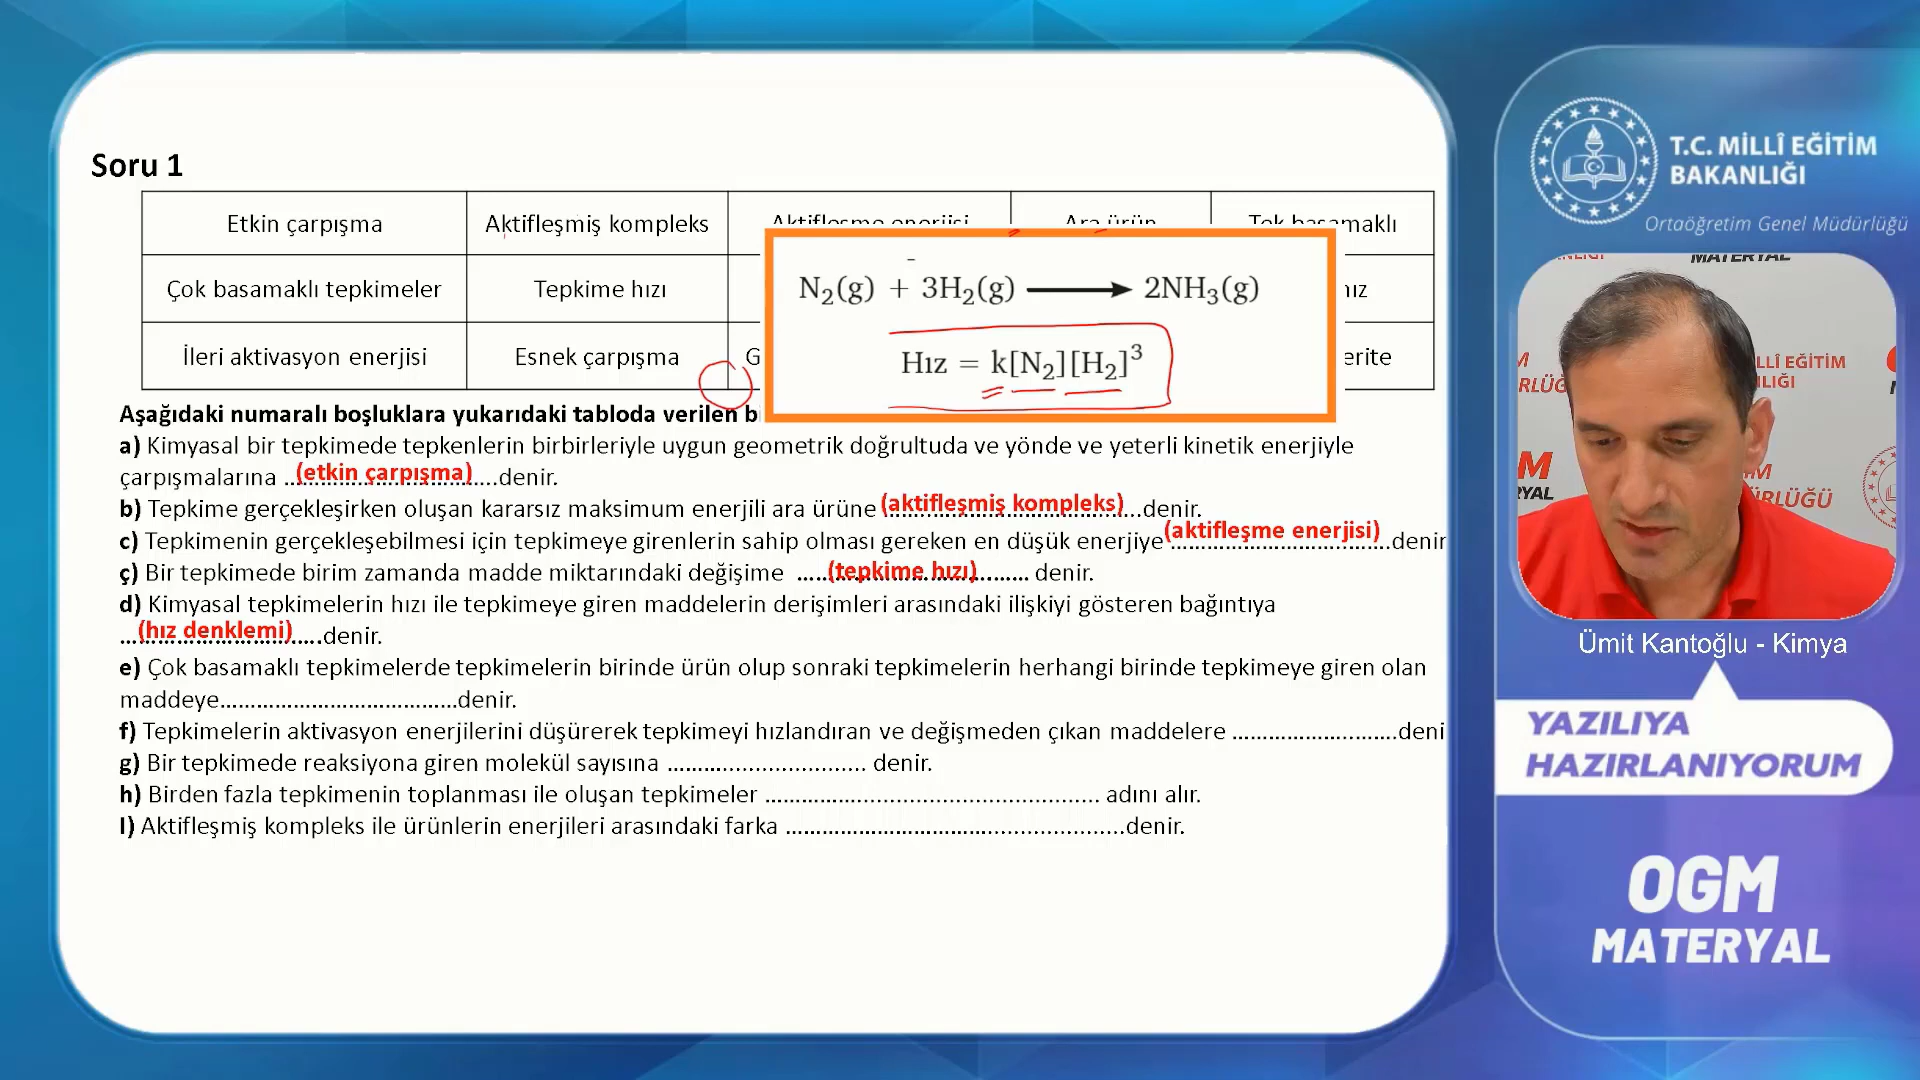 Soru 1
Etkin çarpışma
Aktifleşmiş kompleks
Aktifleşme enerjisi
Ara ürün
Tek basamaklı
Çok basamaklı tepkimeler
Tepkime hızı
İleri aktivasyon enerjisi
Esnek çarpışma
N₂(g) + 3H₂(g) ⟶ 2NH₃(g)
Hız = k[N₂][H₂]³
Aşağıdaki numaralı boşluklara yukarıdaki tabloda verilen
a) Kimyasal bir tepkimede tepkenlerin birbirleriyle uygun geometrik doğrultuda ve yönde ve yeterli kinetik enerjiyle
çarpışmalarına ...(etkin çarpışma)...denir.
b) Tepkime gerçekleşirken oluşan kararsız maksimum enerjili ara ürüne (aktifleşmiş kompleks)...denir.
c) Tepkimenin gerçekleşebilmesi için tepkimeye girenlerin sahip olması gereken en düşük enerjiye (aktifleşme enerjisi)...denir
ç) Bir tepkimede birim zamanda madde miktarındaki değişime ...(tepkime hızı)... denir.
d) Kimyasal tepkimelerin hızı ile tepkimeye giren maddelerin derişimleri arasındaki ilişkiyi gösteren bağıntıya
...(hız denklemi)...denir.
e) Çok basamaklı tepkimelerde tepkimelerin birinde ürün olup sonraki tepkimelerin herhangi birinde tepkimeye giren olan
maddeye.....................................denir.
f) Tepkimelerin aktivasyon enerjilerini düşürerek tepkimeyi hızlandıran ve değişmeden çıkan maddelere ..........................deni
g) Bir tepkimede reaksiyona giren molekül sayısına ............................... denir.
h) Birden fazla tepkimenin toplanması ile oluşan tepkimeler .................................................... adını alır.
I) Aktifleşmiş kompleks ile ürünlerin enerjileri arasındaki farka .....................................................denir.
T.C. MİLLÎ EĞİTİM
BAKANLIĞI
Ortaöğretim Genel Müdürlüğü
Ümit Kantoğlu - Kimya
YAZILIYA
HAZIRLANIYORUM
OGM
MATERYAL